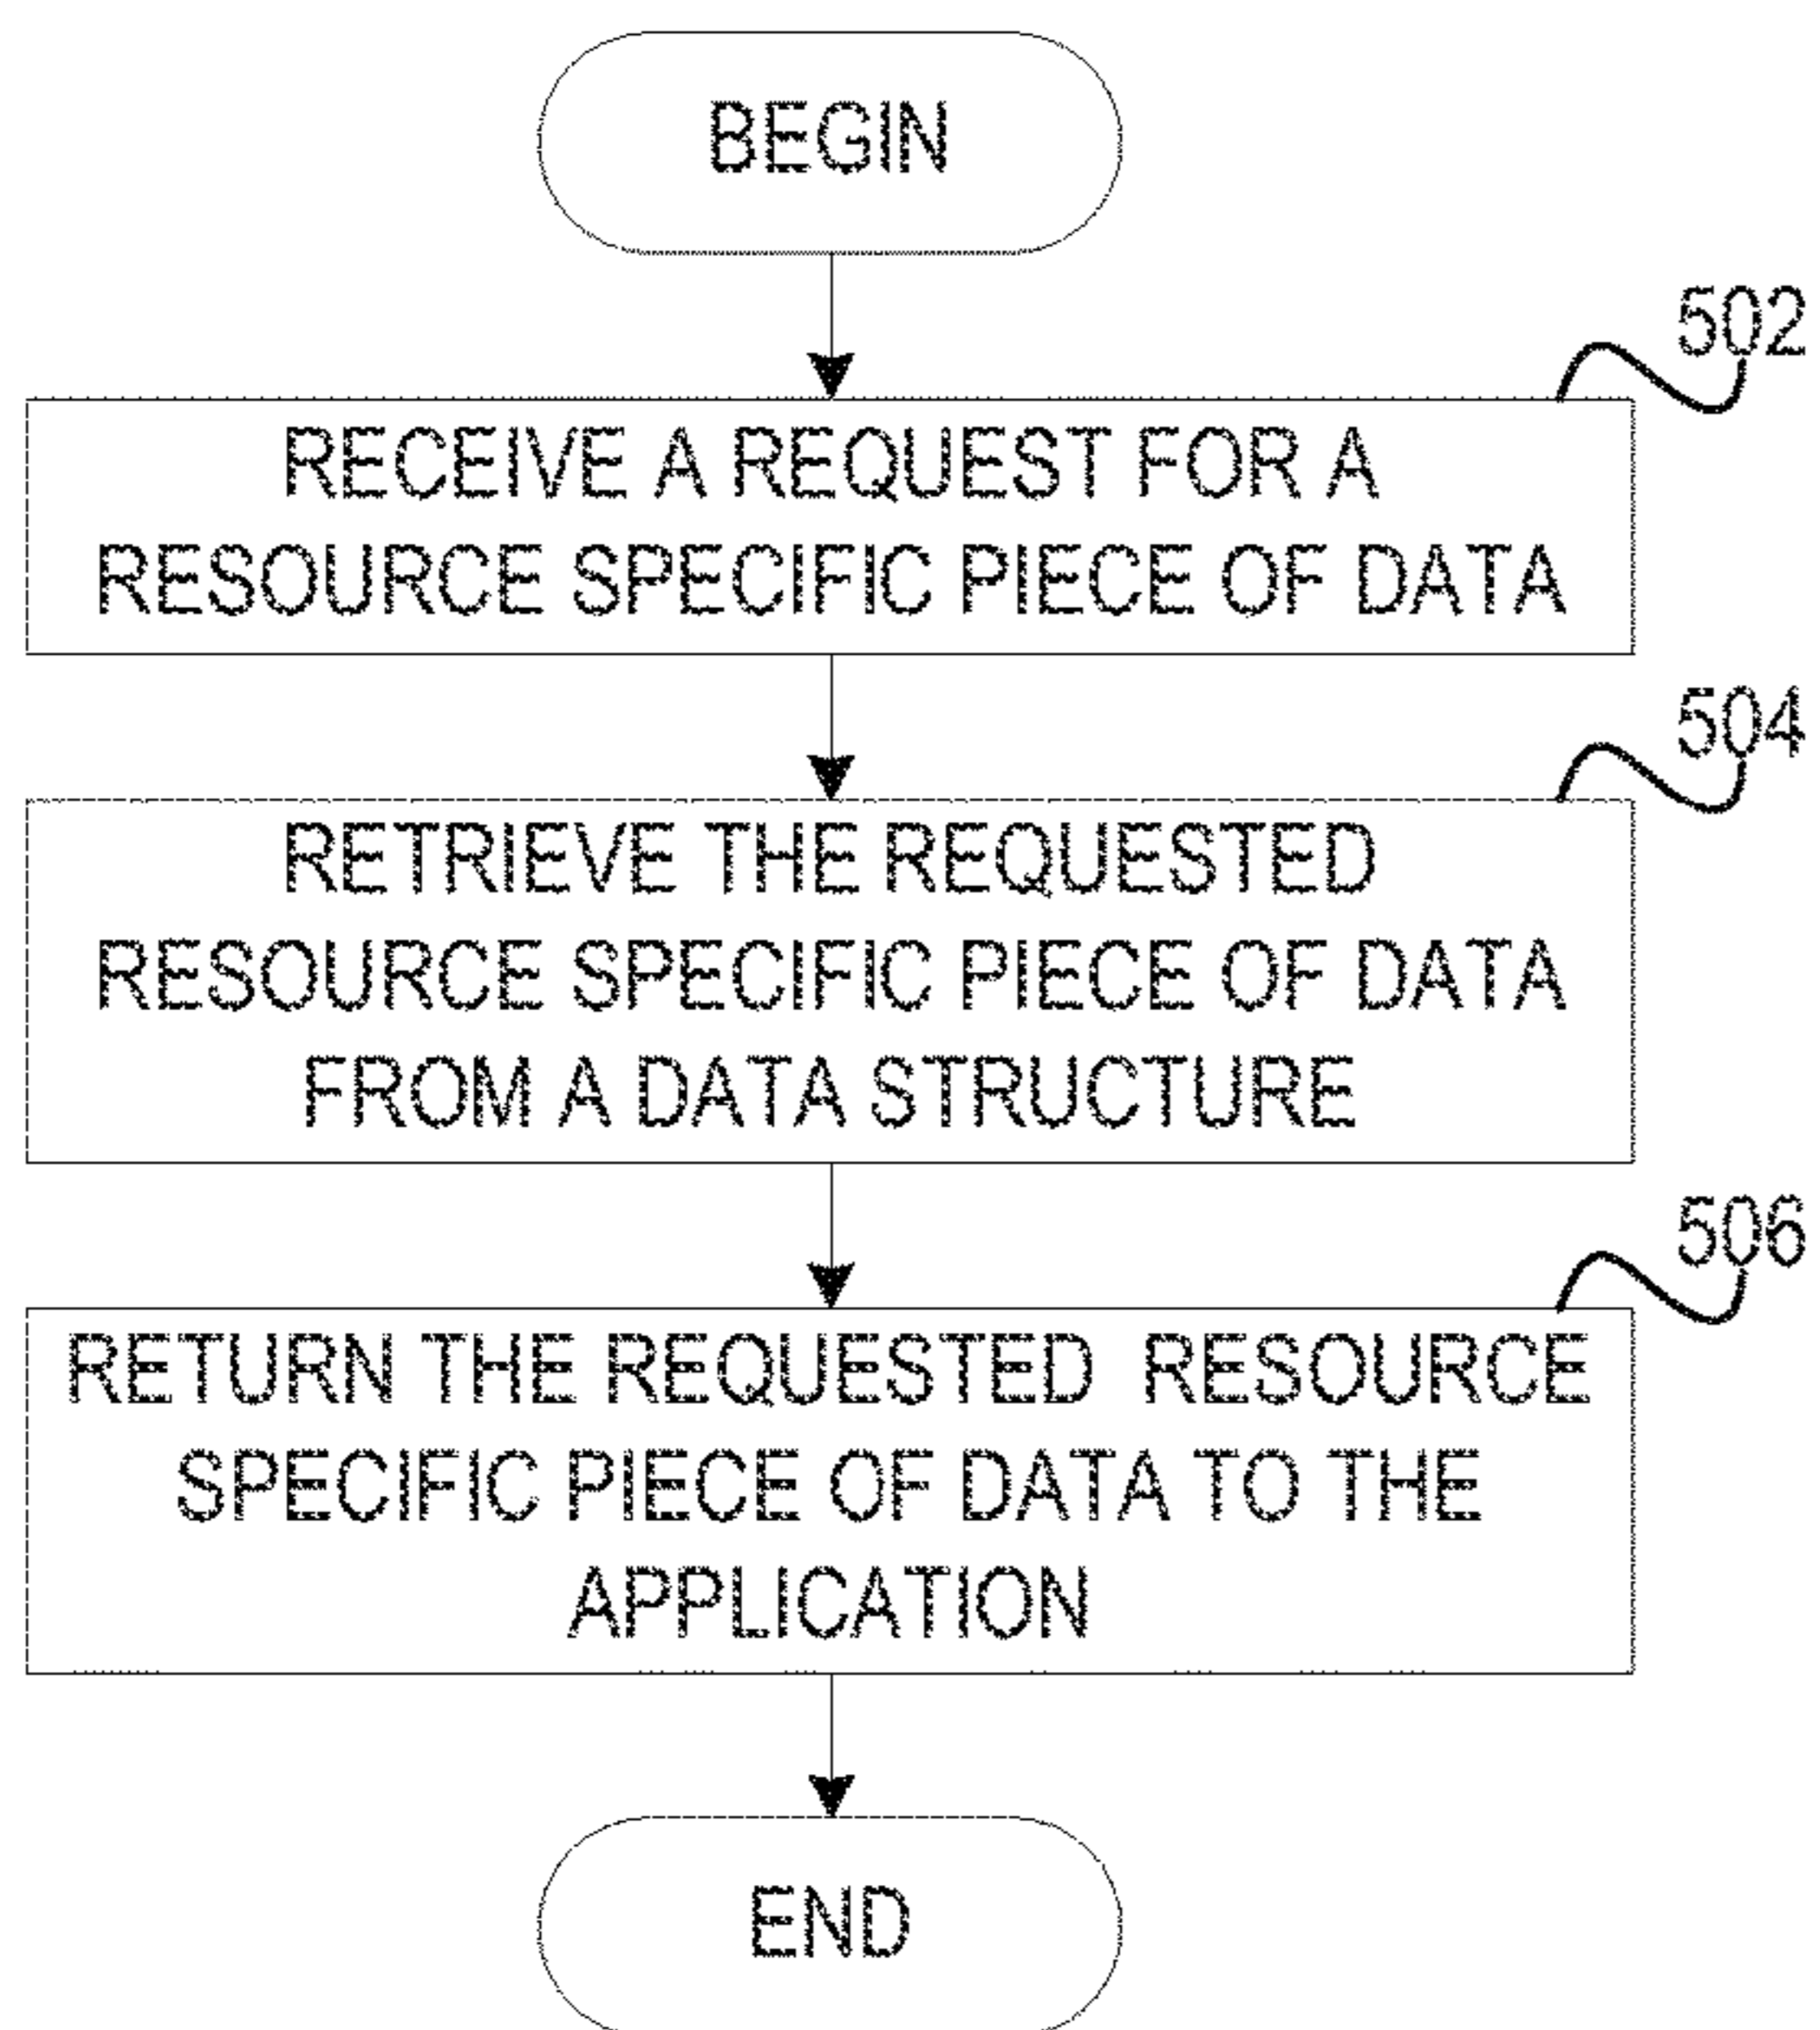 BEGIN
502
RECEIVE A REQUEST FOR A
RESOURCE SPECIFIC PIECE OF DATA
504
RETRIEVE THE REQUESTED
RESOURCE SPECIFIC PIECE OF DATA
FROM A DATA STRUCTURE
506
RETURN THE REQUESTED RESOURCE
SPECIFIC PIECE OF DATA TO THE
APPLICATION
END